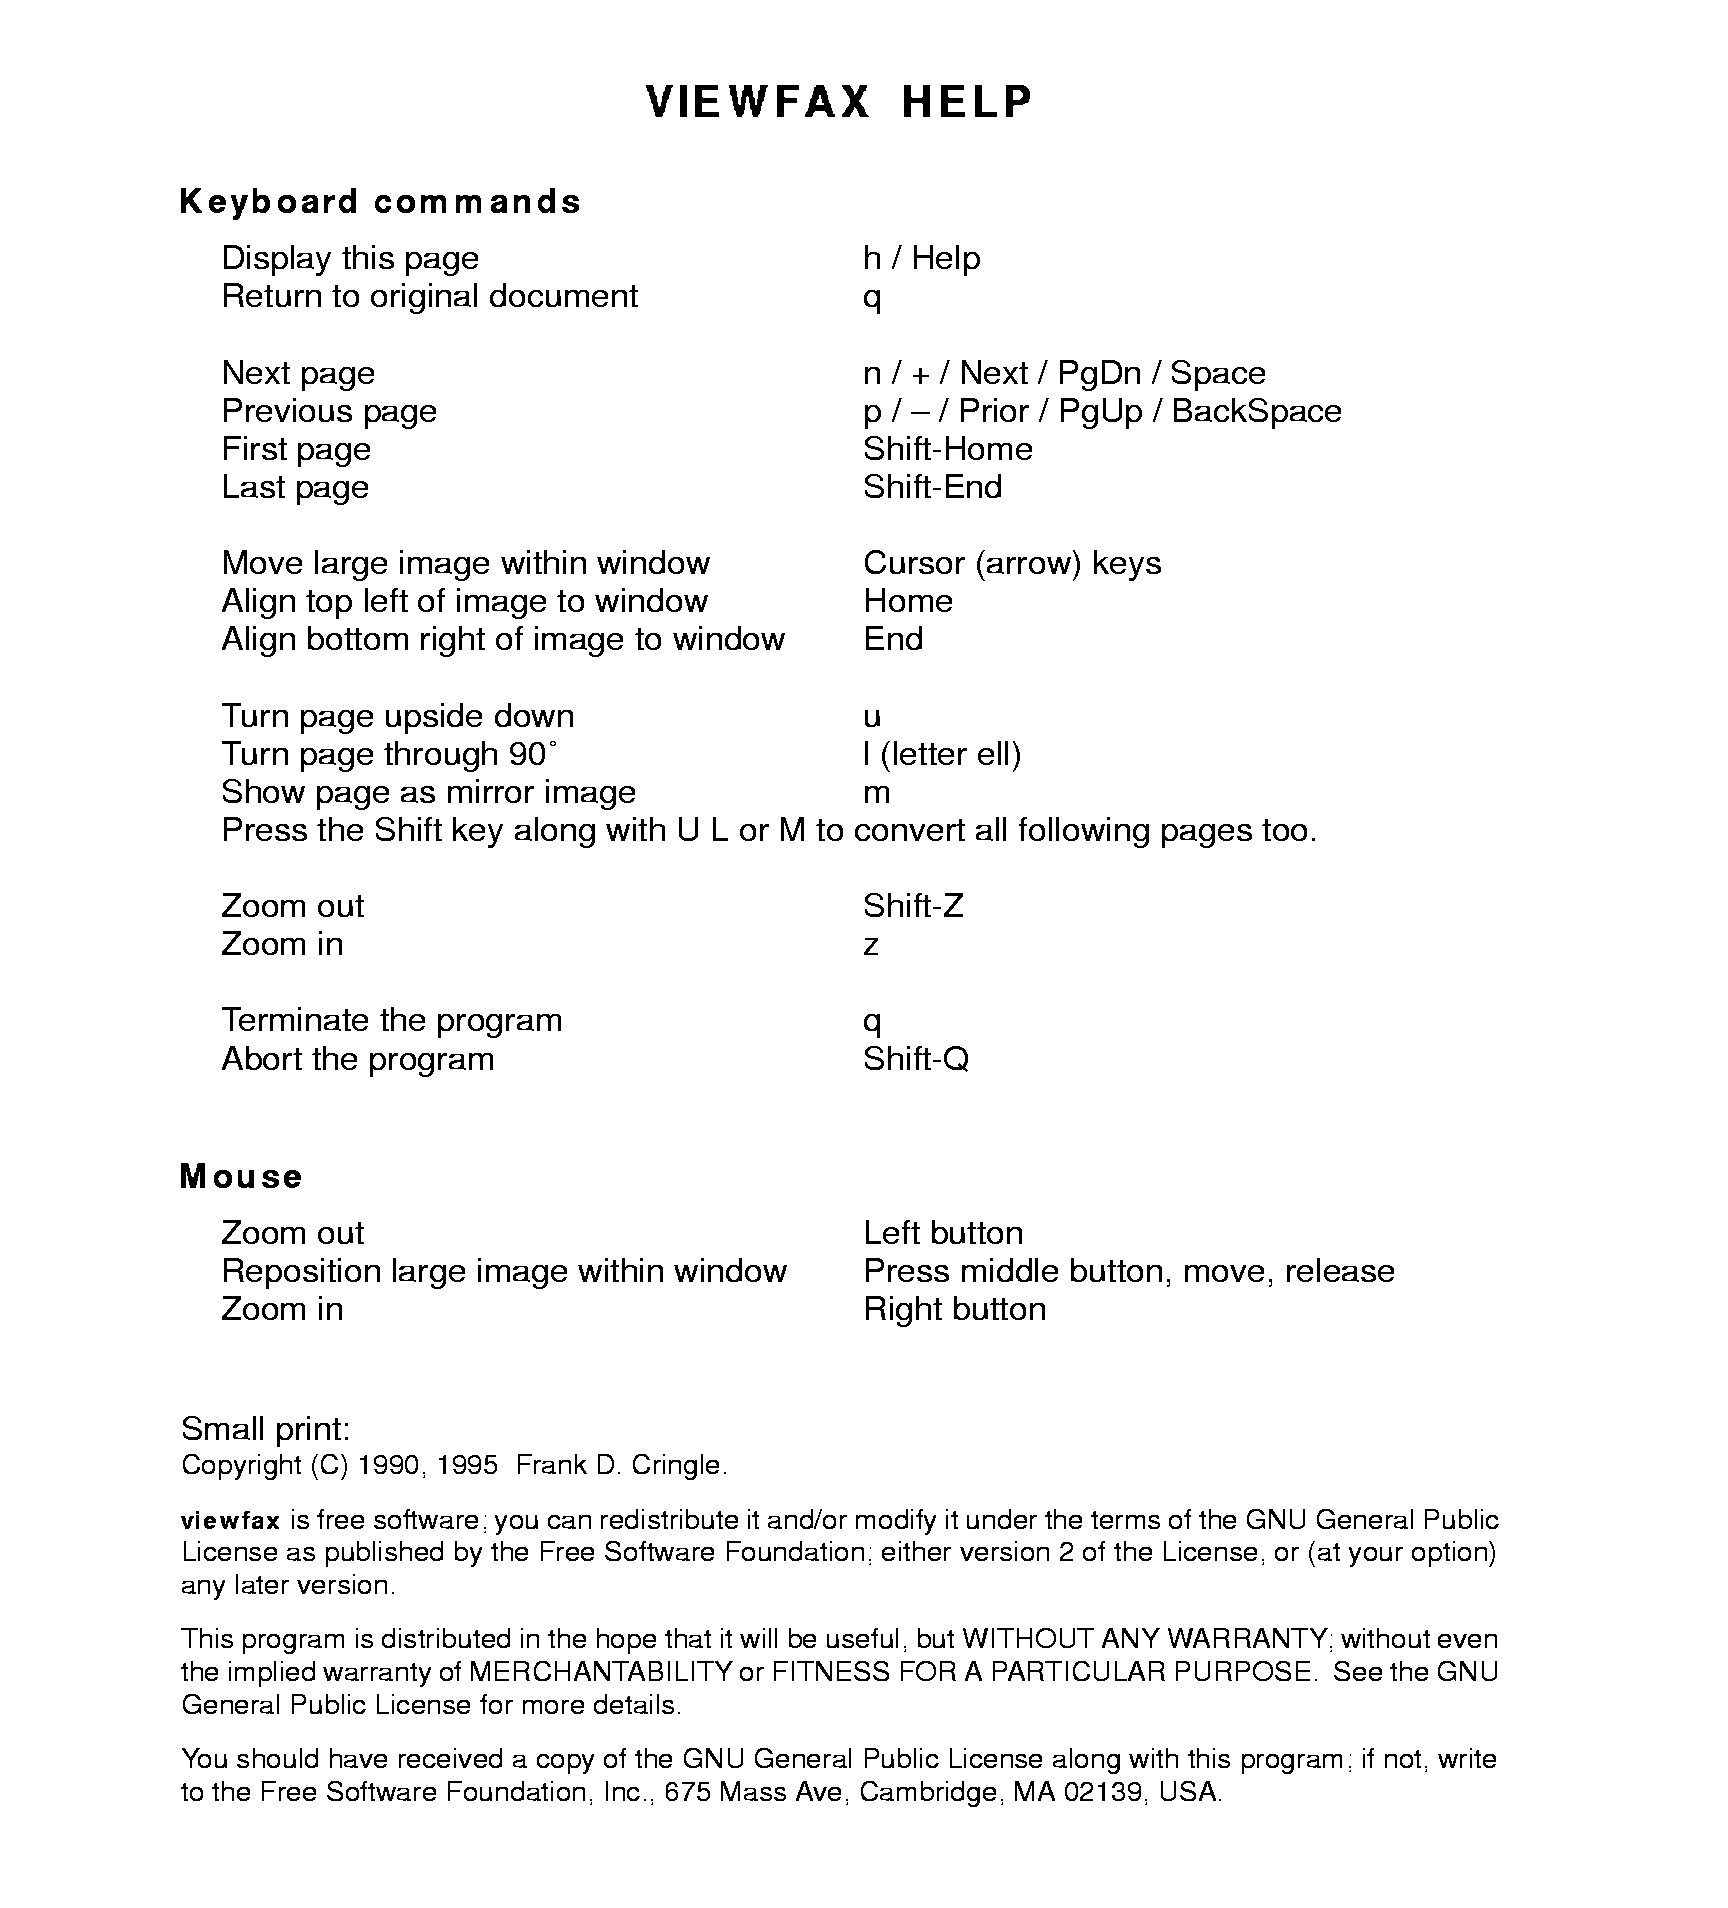 VIEWFAX HELP
Keyboard commands
Display this page h / Help
Return to original document q
Next page n / + / Next / PgDn / Space
Previous page p / – / Prior / PgUp / BackSpace
First page Shift-Home
Last page Shift-End
Move large image within window Cursor (arrow) keys
Align top left of image to window Home
Align bottom right of image to window End
Turn page upside down u
Turn page through 90° l (letter ell)
Show page as mirror image m
Press the Shift key along with U L or M to convert all following pages too.
Zoom out Shift-Z
Zoom in z
Terminate the program q
Abort the program Shift-Q
Mouse
Zoom out Left button
Reposition large image within window Press middle button, move, release
Zoom in Right button
Small print:
Copyright (C) 1990, 1995 Frank D. Cringle.
viewfax is free software; you can redistribute it and/or modify it under the terms of the GNU General Public
License as published by the Free Software Foundation; either version 2 of the License, or (at your option)
any later version.
This program is distributed in the hope that it will be useful, but WITHOUT ANY WARRANTY; without even
the implied warranty of MERCHANTABILITY or FITNESS FOR A PARTICULAR PURPOSE. See the GNU
General Public License for more details.
You should have received a copy of the GNU General Public License along with this program; if not, write
to the Free Software Foundation, Inc., 675 Mass Ave, Cambridge, MA 02139, USA.